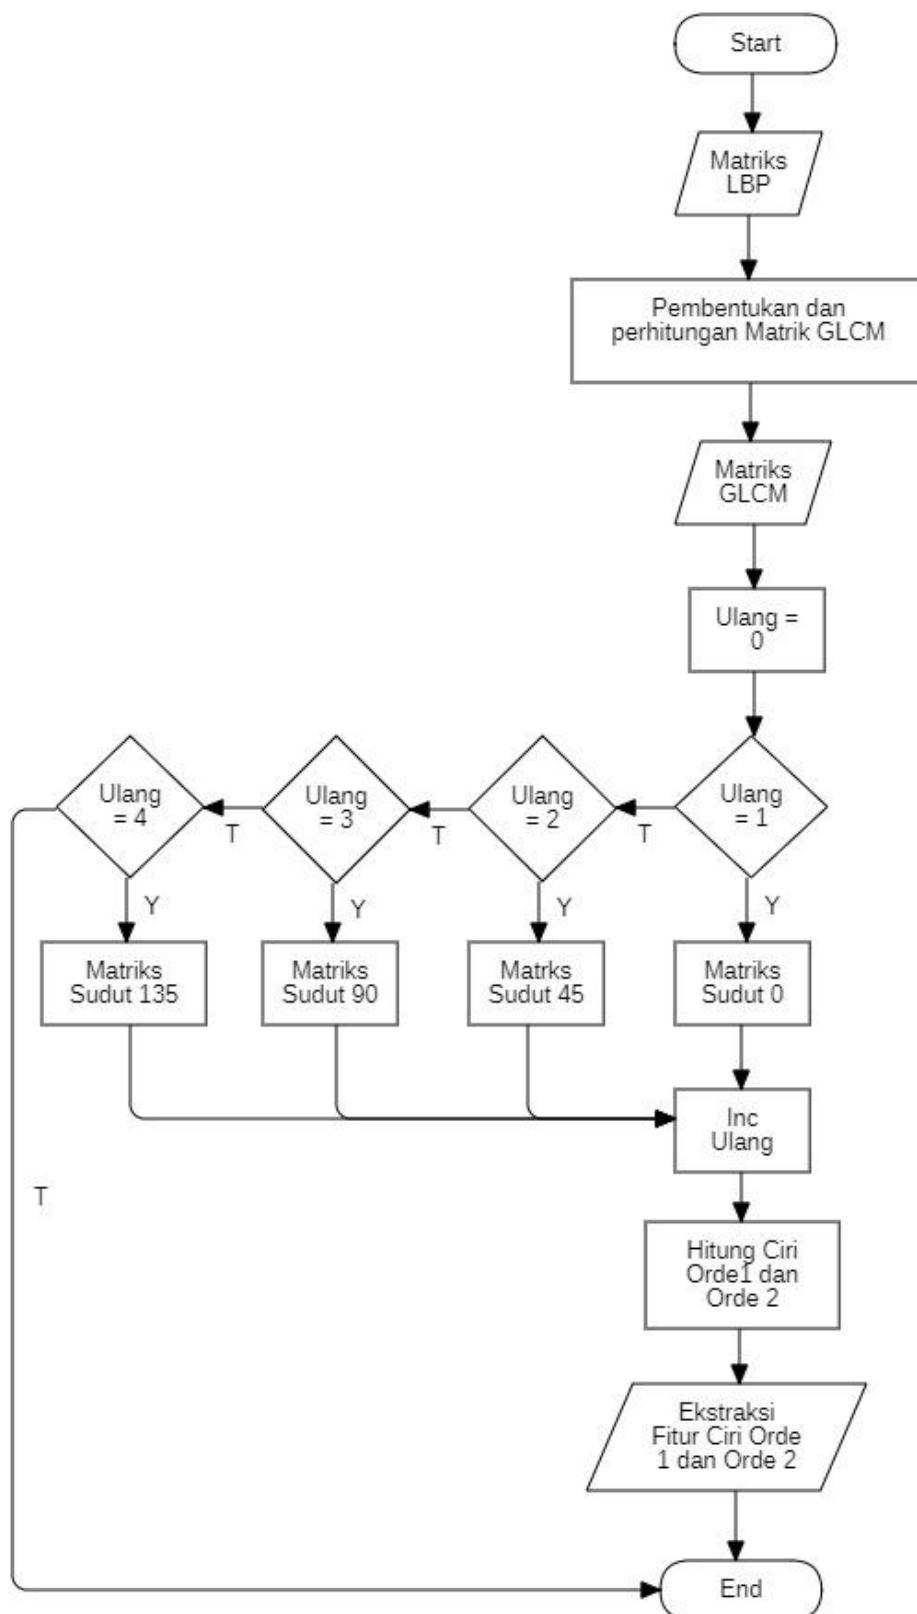 Start
Matriks
LBP
Pembentukan dan
perhitungan Matrik GLCM
Matriks
GLCM
Ulang =
0
Ulang
= 1
T
Ulang
= 2
T
Ulang
= 3
T
Ulang
= 4
Y
Y
Y
Y
Matriks
Sudut 135
Matriks
Sudut 90
Matrks
Sudut 45
Matriks
Sudut 0
Inc
Ulang
T
Hitung Ciri
Orde1 dan
Orde 2
Ekstraksi
Fitur Ciri Orde
1 dan Orde 2
End